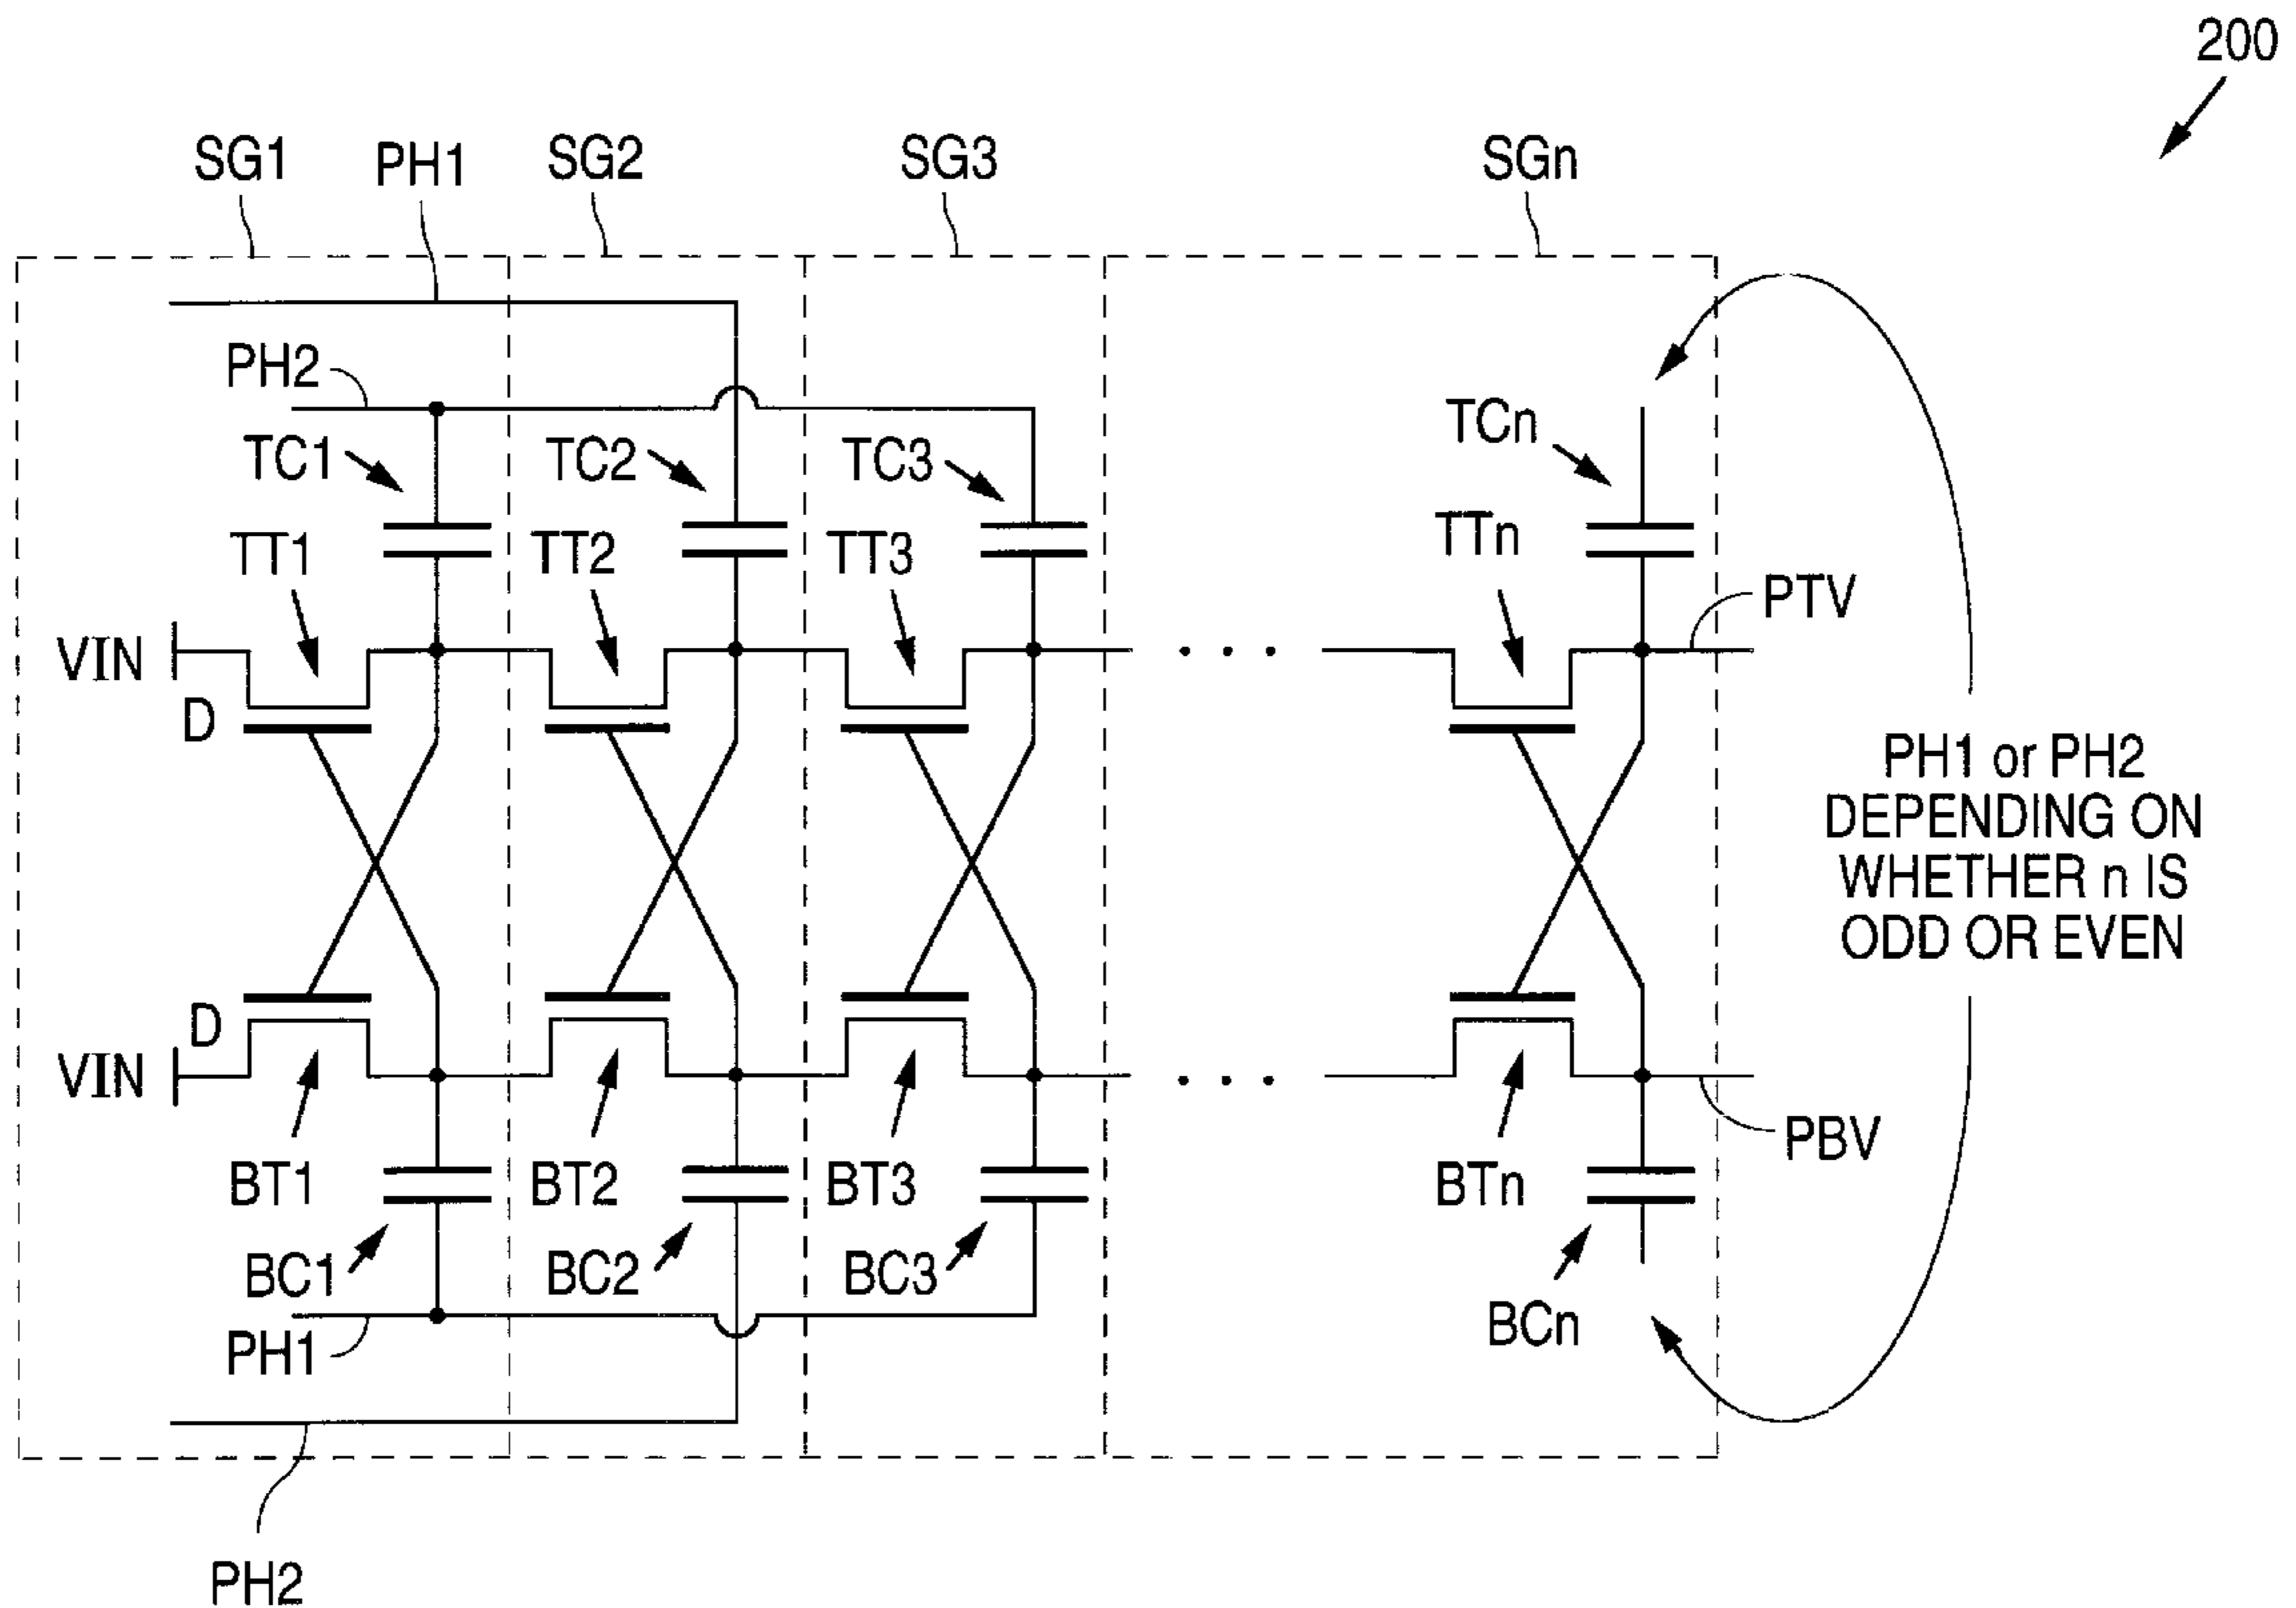 200
SG1
PH1
SG2
SG3
SGn
PH2
TC1
TC2
TC3
TCn
TT1
TT2
TT3
TTn
PTV
VIN
D
PH1 or PH2
DEPENDING ON
WHETHER n IS
ODD OR EVEN
D
VIN
PBV
BT1
BT2
BT3
BTn
BC1
BC2
BC3
BCn
PH1
PH2